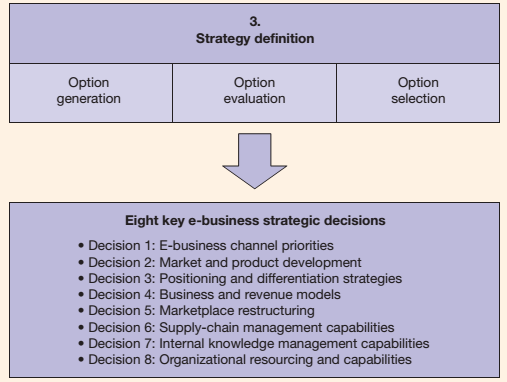 3.
Strategy definition
Option
generation
Option
evaluation
Option
selection
Eight key e-business strategic decisions
• Decision 1: E-business channel priorities
• Decision 2: Market and product development
• Decision 3: Positioning and differentiation strategies
• Decision 4: Business and revenue models
• Decision 5: Marketplace restructuring
• Decision 6: Supply-chain management capabilities
• Decision 7: Internal knowledge management capabilities
• Decision 8: Organizational resourcing and capabilities